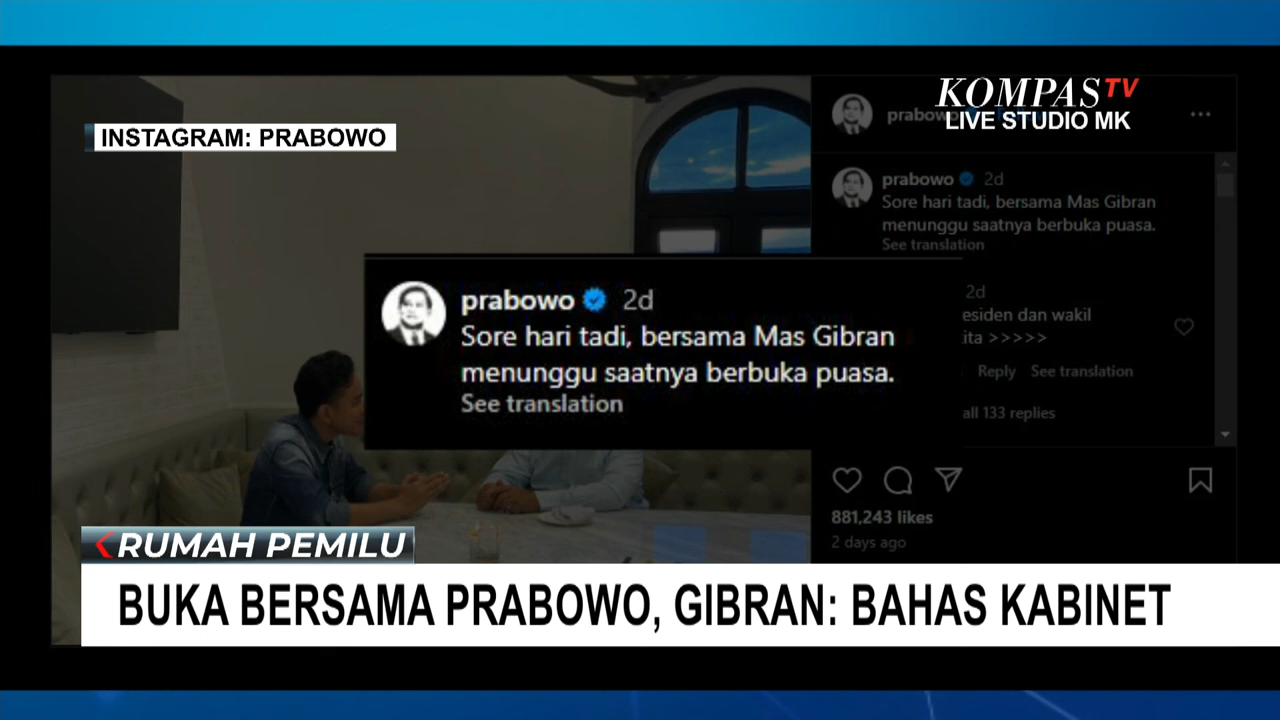 KOMPAS TV
LIVE STUDIO MK
INSTAGRAM: PRABOWO
prabowo
prabowo 2d
Sore hari tadi, bersama Mas Gibran
menunggu saatnya berbuka puasa.
See translation
prabowo 2d
Sore hari tadi, bersama Mas Gibran
menunggu saatnya berbuka puasa.
See translation
2d
esiden dan wakil
ita >>>>>
Reply See translation
all 133 replies
881,243 likes
2 days ago
RUMAH PEMILU
BUKA BERSAMA PRABOWO, GIBRAN: BAHAS KABINET